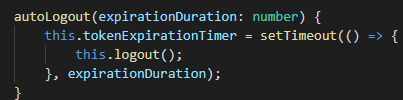 autoLogout(expirationDuration: number) {
    this.tokenExpirationTimer = setTimeout(() => {
        this.logout();
    }, expirationDuration);
}